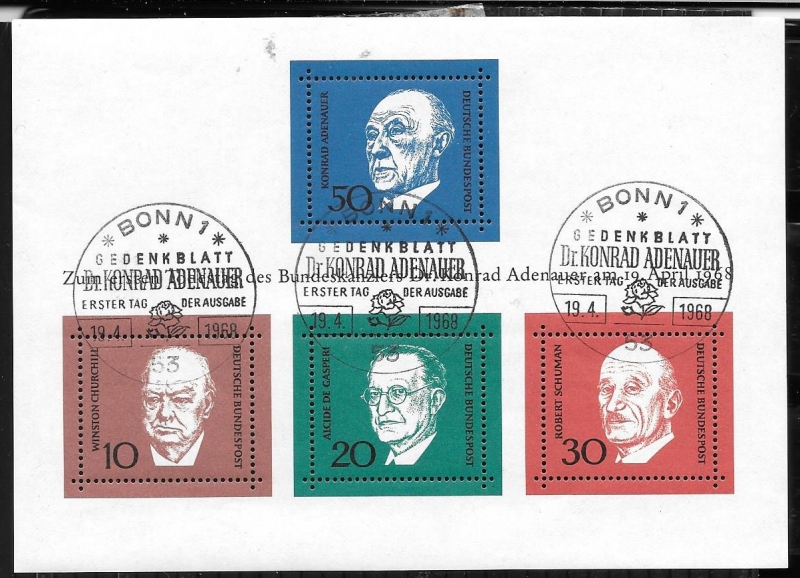 KONRAD ADENAUER
50
DEUTSCHE BUNDESPOST
BONN 1
GEDENKBLATT
Dr. KONRAD ADENAUER
ERSTER TAG DER AUSGABE
19.4. 1968
53
BONN 1
GEDENKBLATT
Dr. KONRAD ADENAUER
ERSTER TAG DER AUSGABE
19.4. 1968
53
BONN 1
GEDENKBLATT
Dr. KONRAD ADENAUER
ERSTER TAG DER AUSGABE
19.4. 1968
53
Zum des Bundeskanzlers Dr. Konrad Adenauer am 19. April 1968
WINSTON CHURCHILL
10
DEUTSCHE BUNDESPOST
ALCIDE DE GASPERI
20
DEUTSCHE BUNDESPOST
ROBERT SCHUMAN
30
DEUTSCHE BUNDESPOST